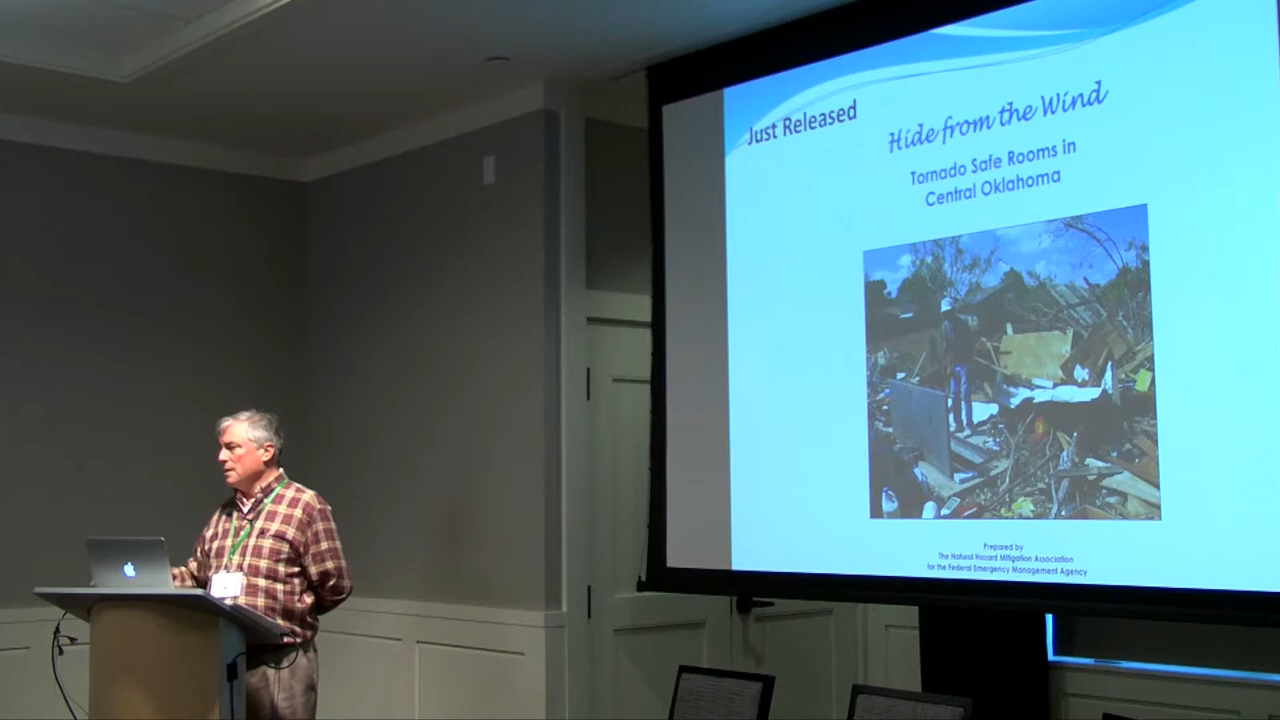 Just Released
Hide from the Wind
Tornado Safe Rooms in
Central Oklahoma
Prepared by
The Natural Hazard Mitigation Association
for the Federal Emergency Management Agency